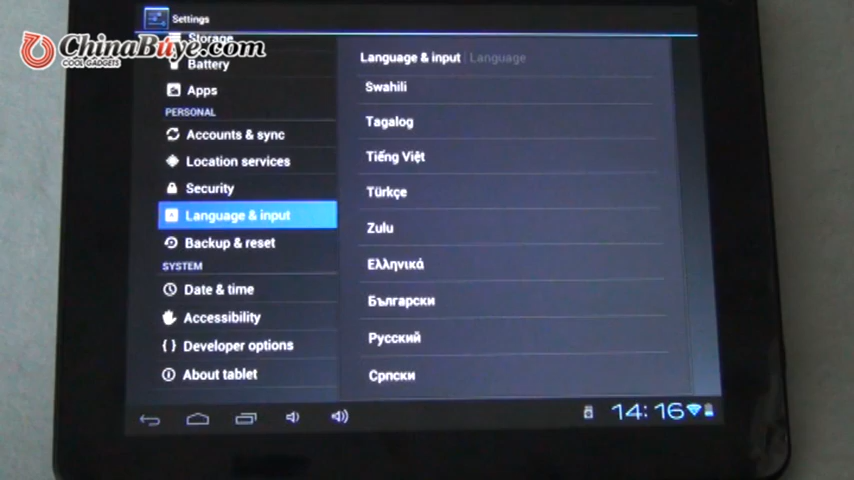 Settings
ChinaBuye.com
COOL GADGETS
Storage
Battery
Apps
PERSONAL
Accounts & sync
Location services
Security
Language & input
Backup & reset
SYSTEM
Date & time
Accessibility
{ } Developer options
About tablet
Language & input | Language
Swahili
Tagalog
Tiếng Việt
Türkçe
Zulu
Ελληνικά
Български
Русский
Српски
14:16